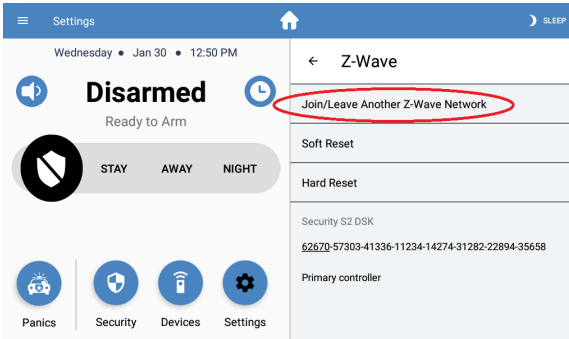 Settings
SLEEP
Wednesday ● Jan 30 ● 12:50 PM
Disarmed
Ready to Arm
STAY AWAY NIGHT
Panics Security Devices Settings
Z-Wave
Join/Leave Another Z-Wave Network
Soft Reset
Hard Reset
Security S2 DSK
62670-57303-41336-11234-14274-31282-22894-35658
Primary controller